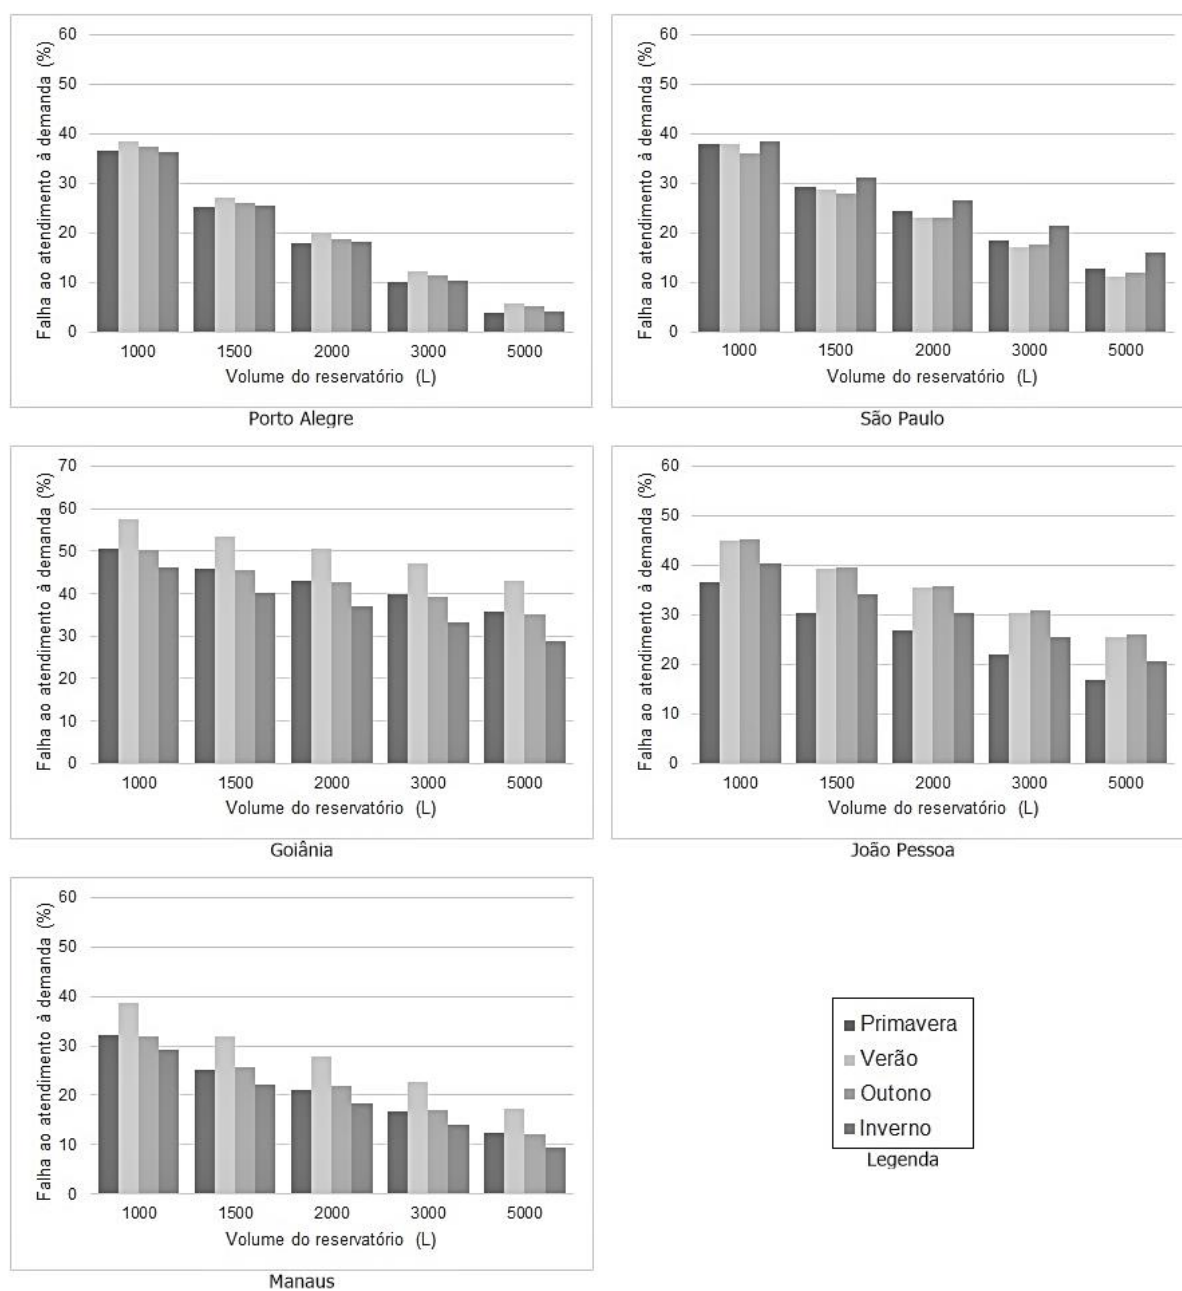 60
50
40
30
20
10
0
Falha ao atendimento à demanda (%)
1000 1500 2000 3000 5000
Volume do reservatório (L)
Porto Alegre
60
50
40
30
20
10
0
Falha ao atendimento à demanda (%)
1000 1500 2000 3000 5000
Volume do reservatório (L)
São Paulo
70
60
50
40
30
20
10
0
Falha ao atendimento à demanda (%)
1000 1500 2000 3000 5000
Volume do reservatório (L)
Goiânia
60
50
40
30
20
10
0
Falha ao atendimento à demanda (%)
1000 1500 2000 3000 5000
Volume do reservatório (L)
João Pessoa
60
50
40
30
20
10
0
Falha ao atendimento à demanda (%)
1000 1500 2000 3000 5000
Volume do reservatório (L)
Manaus
Primavera
Verão
Outono
Inverno
Legenda